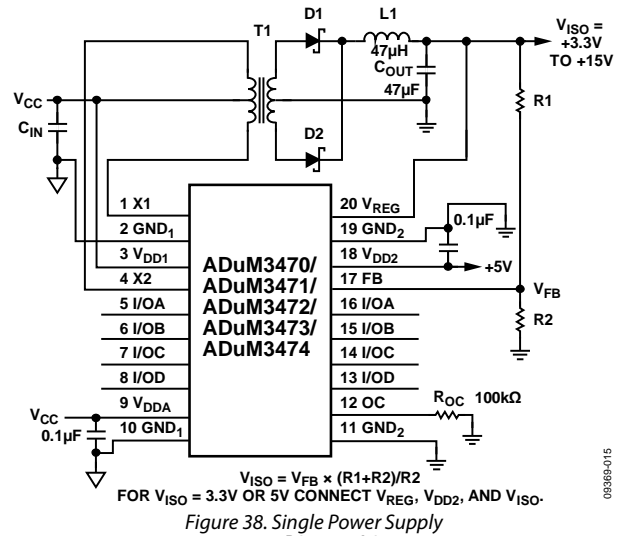 T1
D1
L1
47µH
C_OUT
47µF
V_ISO =
+3.3V
TO +15V
V_CC
C_IN
D2
R1
1 X1
2 GND₁
3 V_DD1
4 X2
5 I/OA
6 I/OB
7 I/OC
8 I/OD
9 V_DDA
10 GND₁
ADuM3470/
ADuM3471/
ADuM3472/
ADuM3473/
ADuM3474
20 V_REG
19 GND₂
18 V_DD2
17 FB
16 I/OA
15 I/OB
14 I/OC
13 I/OD
12 OC
11 GND₂
0.1µF
+5V
V_FB
R2
R_OC 100kΩ
V_CC
0.1µF
V_ISO = V_FB × (R1+R2)/R2
FOR V_ISO = 3.3V OR 5V CONNECT V_REG, V_DD2, AND V_ISO.
09369-015
Figure 38. Single Power Supply